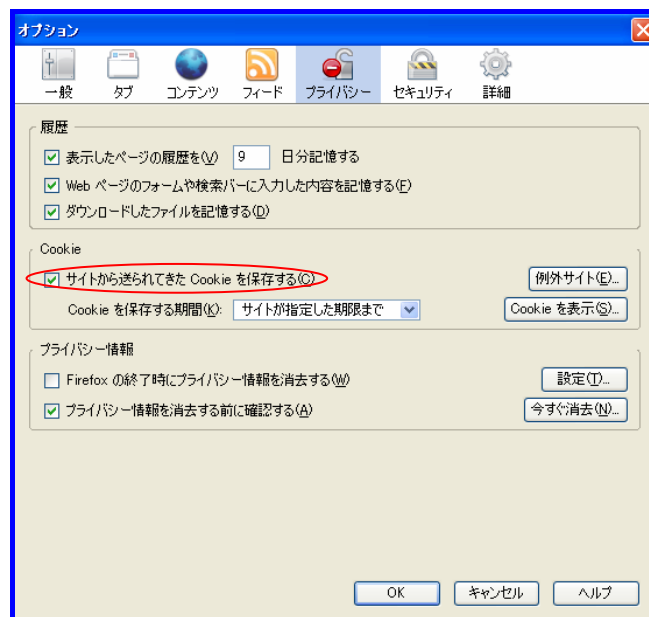 オプション
一般 タブ コンテンツ フィード プライバシー セキュリティ 詳細
履歴
表示したページの履歴を(V) 9 日分記憶する
Web ページのフォームや検索バーに入力した内容を記憶する(F)
ダウンロードしたファイルを記憶する(D)
Cookie
サイトから送られてきた Cookie を保存する(C) 例外サイト(E)...
Cookie を保存する期間(K): サイトが指定した期限まで Cookie を表示(S)...
プライバシー情報
Firefox の終了時にプライバシー情報を消去する(W) 設定(T)...
プライバシー情報を消去する前に確認する(A) 今すぐ消去(N)...
OK キャンセル ヘルプ